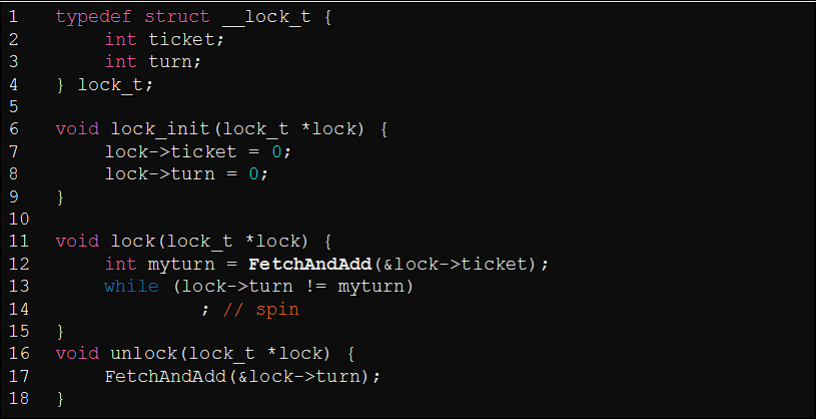 1 typedef struct __lock_t {
2 int ticket;
3 int turn;
4 } lock_t;
5
6 void lock_init(lock_t *lock) {
7 lock->ticket = 0;
8 lock->turn = 0;
9 }
10
11 void lock(lock_t *lock) {
12 int myturn = FetchAndAdd(&lock->ticket);
13 while (lock->turn != myturn)
14 ; // spin
15 }
16 void unlock(lock_t *lock) {
17 FetchAndAdd(&lock->turn);
18 }